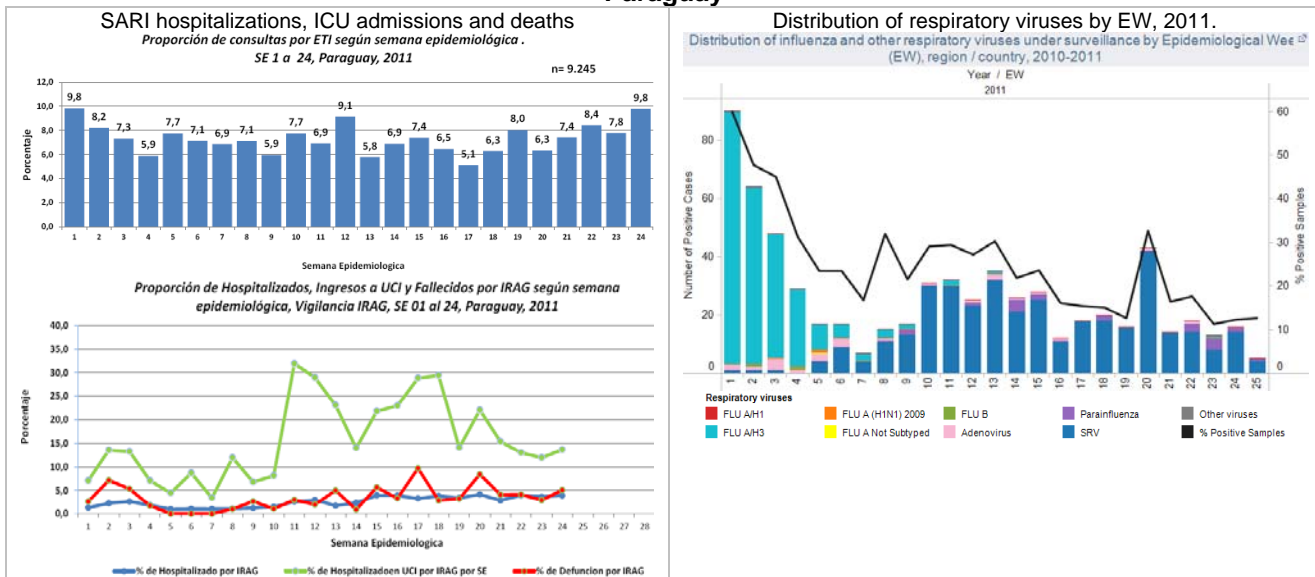 Paraguay
SARI hospitalizations, ICU admissions and deaths
Proporción de consultas por ETI según semana epidemiológica .
SE 1 a 24, Paraguay, 2011
n= 9.245
Porcentaje
12,0
10,0
8,0
6,0
4,0
2,0
0,0
9,8 8,2 7,3 5,9 7,7 7,1 6,9 7,1 5,9 7,7 6,9 9,1 5,8 6,9 7,4 6,5 5,1 6,3 8,0 6,3 7,4 8,4 7,8 9,8
1 2 3 4 5 6 7 8 9 10 11 12 13 14 15 16 17 18 19 20 21 22 23 24
Semana Epidemiologica
Proporción de Hospitalizados, Ingresos a UCI y Fallecidos por IRAG según semana
epidemiológica, Vigilancia IRAG, SE 01 al 24, Paraguay, 2011
Porcentaje
40,0
35,0
30,0
25,0
20,0
15,0
10,0
5,0
0,0
1 2 3 4 5 6 7 8 9 10 11 12 13 14 15 16 17 18 19 20 21 22 23 24 25 26 27 28
Semana Epidemiologica
% de Hospitalizado por IRAG % de Hospitalizadoen UCI por IRAG por SE % de Defuncion por IRAG
Distribution of respiratory viruses by EW, 2011.
Distribution of influenza and other respiratory viruses under surveillance by Epidemiological Wee
(EW), region / country, 2010-2011
Year / EW
2011
Number of Positive Cases
80
60
40
20
0
% Positive Samples
60
50
40
30
20
10
0
1 2 3 4 5 6 7 8 9 10 11 12 13 14 15 16 17 18 19 20 21 22 23 24 25
Respiratory viruses
FLU A/H1 FLU A (H1N1) 2009 FLU B Parainfluenza Other viruses
FLU A/H3 FLU A Not Subtyped Adenovirus SRV % Positive Samples